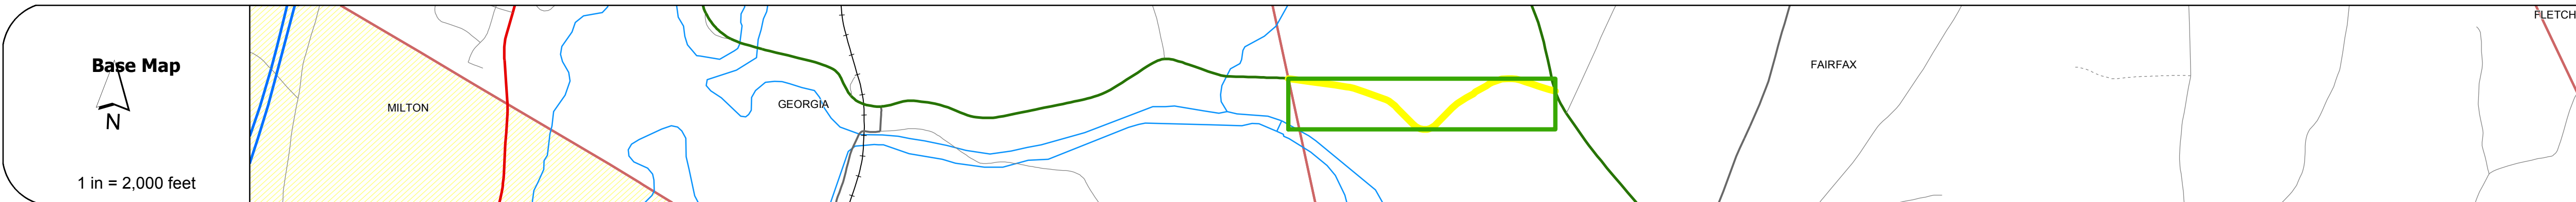 Base Map
N
1 in = 2,000 feet
MILTON
GEORGIA
FAIRFAX
FLETCH